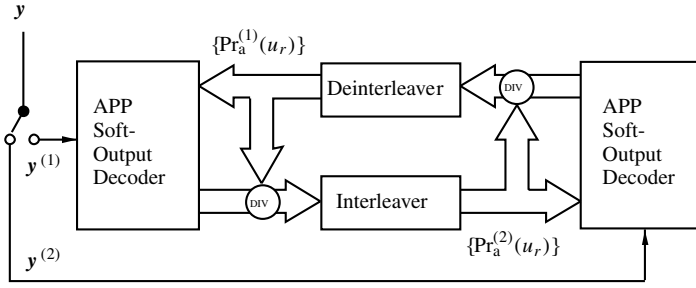 y
{Pr_a^(1)(u_r)}
APP
Soft-
Output
Decoder
Deinterleaver
DIV
APP
Soft-
Output
Decoder
y^(1)
DIV
Interleaver
{Pr_a^(2)(u_r)}
y^(2)